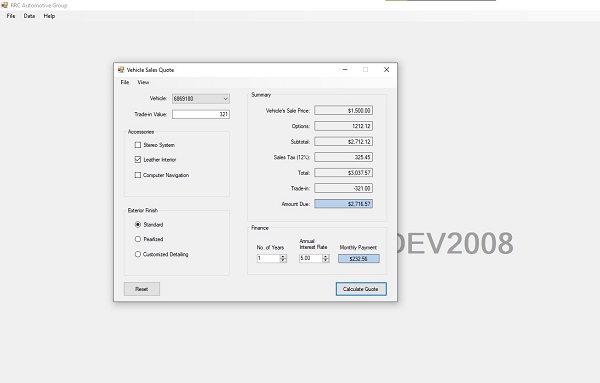 RRC Automotive Group
File Data Help
Vehicle Sales Quote
File View
Vehicle: 6869100
Trade-in Value: 321
Accessories
Stereo System
Leather Interior
Computer Navigation
Exterior Finish
Standard
Pearlized
Customized Detailing
Reset
Summary
Vehicle's Sale Price: $1,500.00
Options: 1212.12
Subtotal: $2,712.12
Sales Tax (12%): 325.45
Total: $3,037.57
Trade-in: -321.00
Amount Due: $2,716.57
Finance
No. of Years
Annual Interest Rate
Monthly Payment
1 5.00 $232.56
Calculate Quote
DEV2008